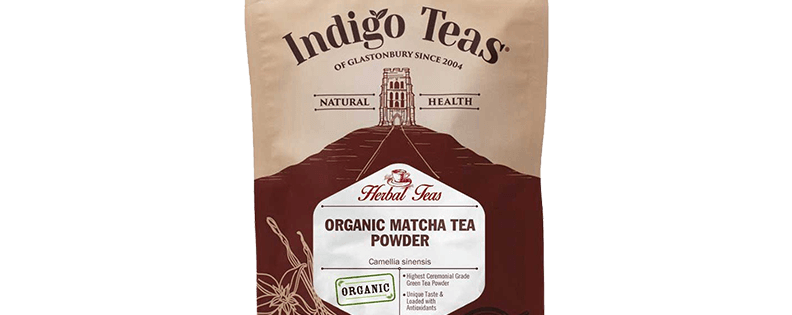 Indigo Teas®
OF GLASTONBURY SINCE 2004
NATURAL HEALTH
Herbal Teas
ORGANIC MATCHA TEA
POWDER
Camellia sinensis
ORGANIC
• Highest Ceremonial Grade
Green Tea Powder
• Unique Taste &
Loaded with
Antioxidants